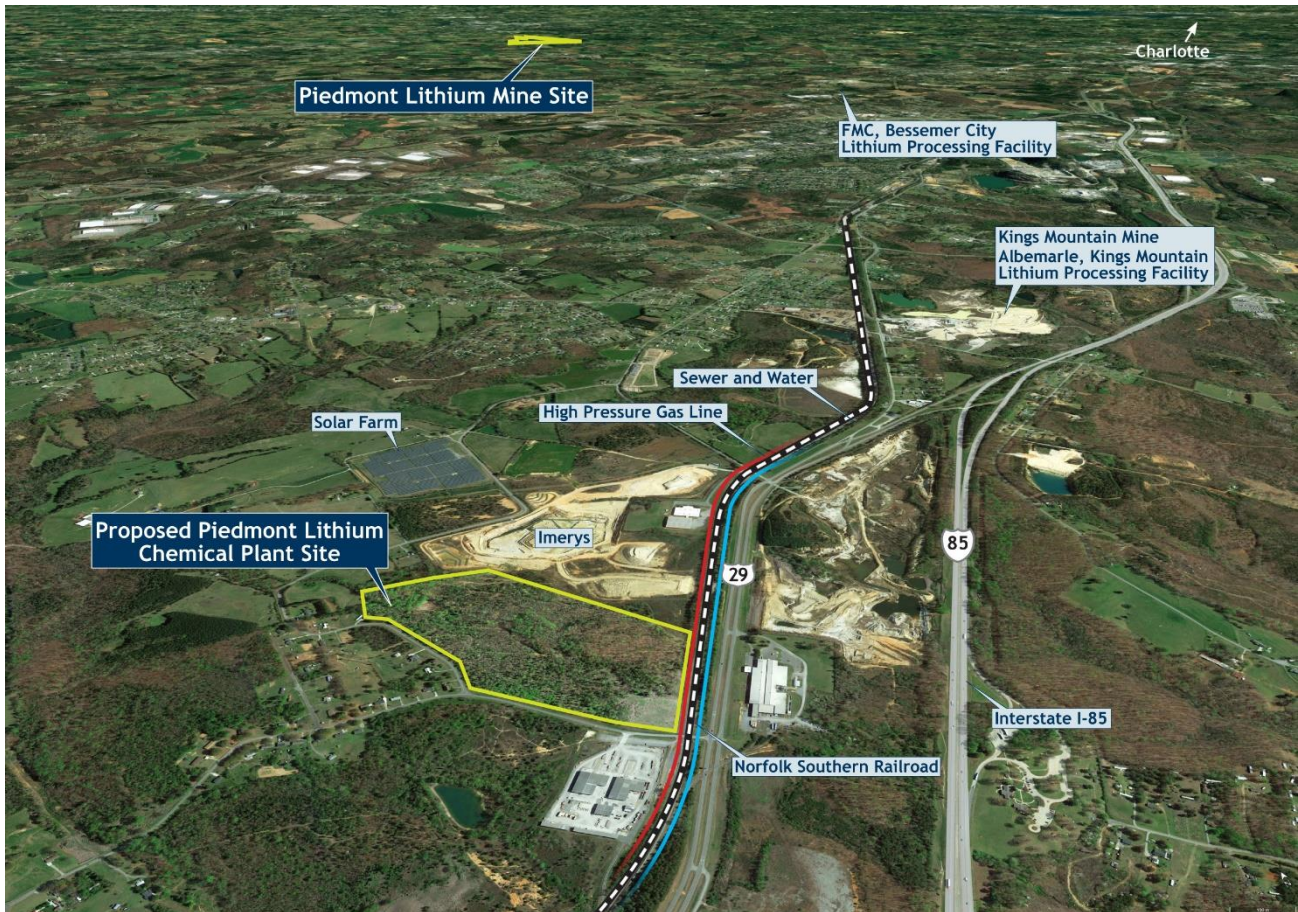 Charlotte
Piedmont Lithium Mine Site
FMC, Bessemer City
Lithium Processing Facility
Kings Mountain Mine
Albemarle, Kings Mountain
Lithium Processing Facility
Sewer and Water
High Pressure Gas Line
Solar Farm
Proposed Piedmont Lithium
Chemical Plant Site
Imerys
85
29
Interstate I-85
Norfolk Southern Railroad